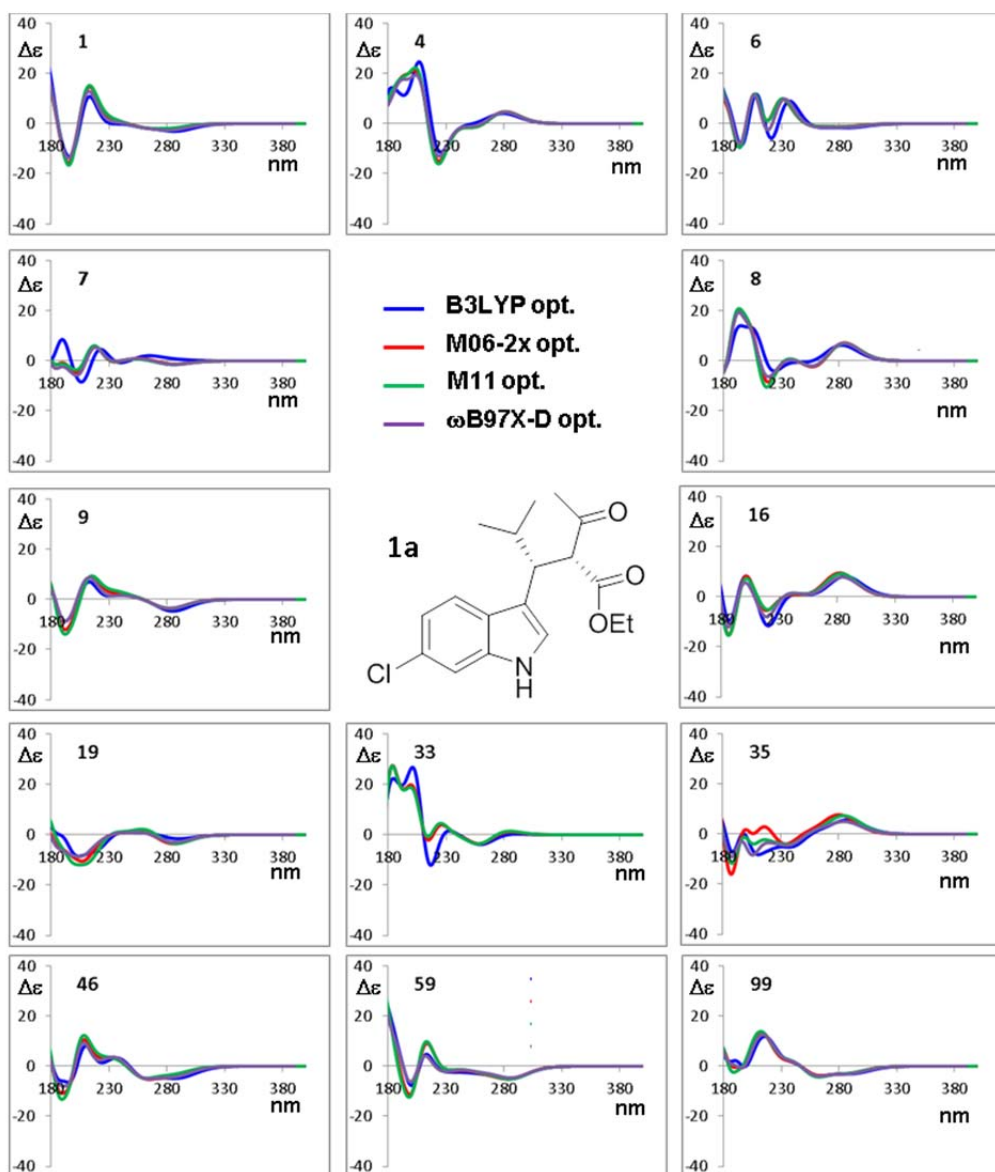 40 Δε 20 0 -20 -40 1 180 230 280 330 380 nm
40 Δε 20 0 -20 -40 4 180 230 280 330 380 nm
40 Δε 20 0 -20 -40 6 180 230 280 330 380 nm
40 Δε 20 0 -20 -40 7 180 230 280 330 380 nm
B3LYP opt.
M06-2x opt.
M11 opt.
ωB97X-D opt.
40 Δε 20 0 -20 -40 8 180 230 280 330 380 nm
40 Δε 20 0 -20 -40 9 180 230 280 330 380 nm
1a
O
O
OEt
Cl
N
H
40 Δε 20 0 -20 -40 16 180 230 280 330 380 nm
40 Δε 20 0 -20 -40 19 180 230 280 330 380 nm
40 Δε 20 0 -20 -40 33 180 230 280 330 380 nm
40 Δε 20 0 -20 -40 35 180 230 280 330 380 nm
40 Δε 20 0 -20 -40 46 180 230 280 330 380 nm
40 Δε 20 0 -20 -40 59 180 230 280 330 380 nm
40 Δε 20 0 -20 -40 99 180 230 280 330 380 nm